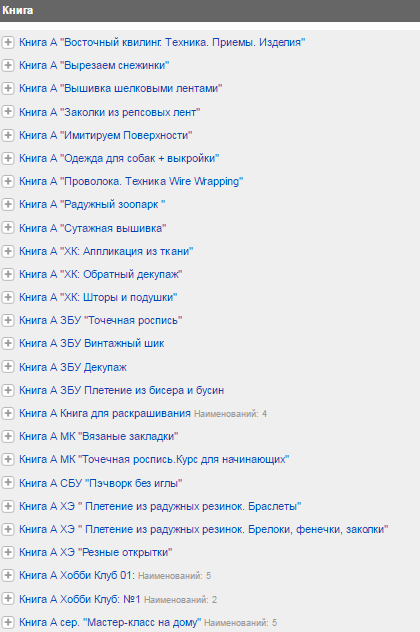 Книга
Книга А "Восточный квилинг. Техника. Приемы. Изделия"
Книга А "Вырезаем снежинки"
Книга А "Вышивка шелковыми лентами"
Книга А "Заколки из репсовых лент"
Книга А "Имитируем Поверхности"
Книга А "Одежда для собак + выкройки"
Книга А "Проволока. Техника Wire Wrapping"
Книга А "Радужный зоопарк "
Книга А "Сутажная вышивка"
Книга А "ХК: Аппликация из ткани"
Книга А "ХК: Обратный декупаж"
Книга А "ХК: Шторы и подушки"
Книга А ЗБУ "Точечная роспись"
Книга А ЗБУ Винтажный шик
Книга А ЗБУ Декупаж
Книга А ЗБУ Плетение из бисера и бусин
Книга А Книга для раскрашивания Наименований: 4
Книга А МК "Вязаные закладки"
Книга А МК "Точечная роспись.Курс для начинающих"
Книга А СБУ "Пэчворк без иглы"
Книга А ХЭ " Плетение из радужных резинок. Браслеты"
Книга А ХЭ " Плетение из радужных резинок. Брелоки, фенечки, заколки"
Книга А ХЭ "Резные открытки"
Книга А Хобби Клуб 01: Наименований: 5
Книга А Хобби Клуб: №1 Наименований: 2
Книга А сер. "Мастер-класс на дому" Наименований: 5